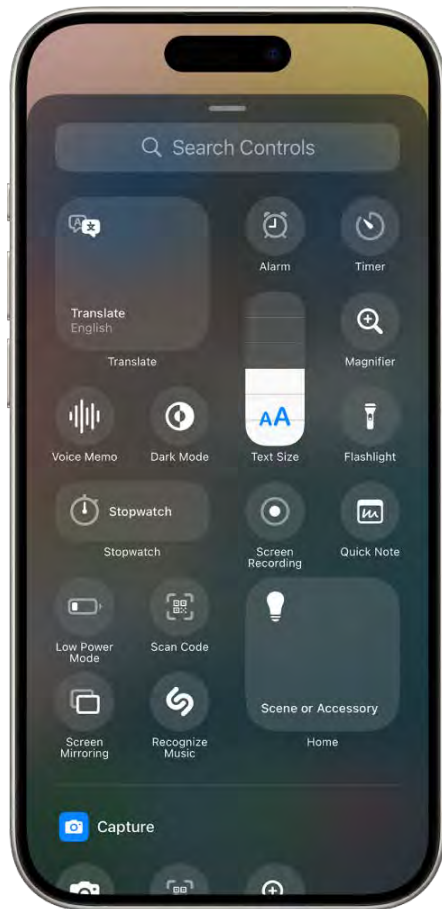 Search Controls
Translate
English
Translate
Alarm
Timer
Magnifier
Voice Memo
Dark Mode
AA
Text Size
Flashlight
Stopwatch
Stopwatch
Screen
Recording
Quick Note
Low Power
Mode
Scan Code
Scene or Accessory
Home
Screen
Mirroring
Recognize
Music
Capture